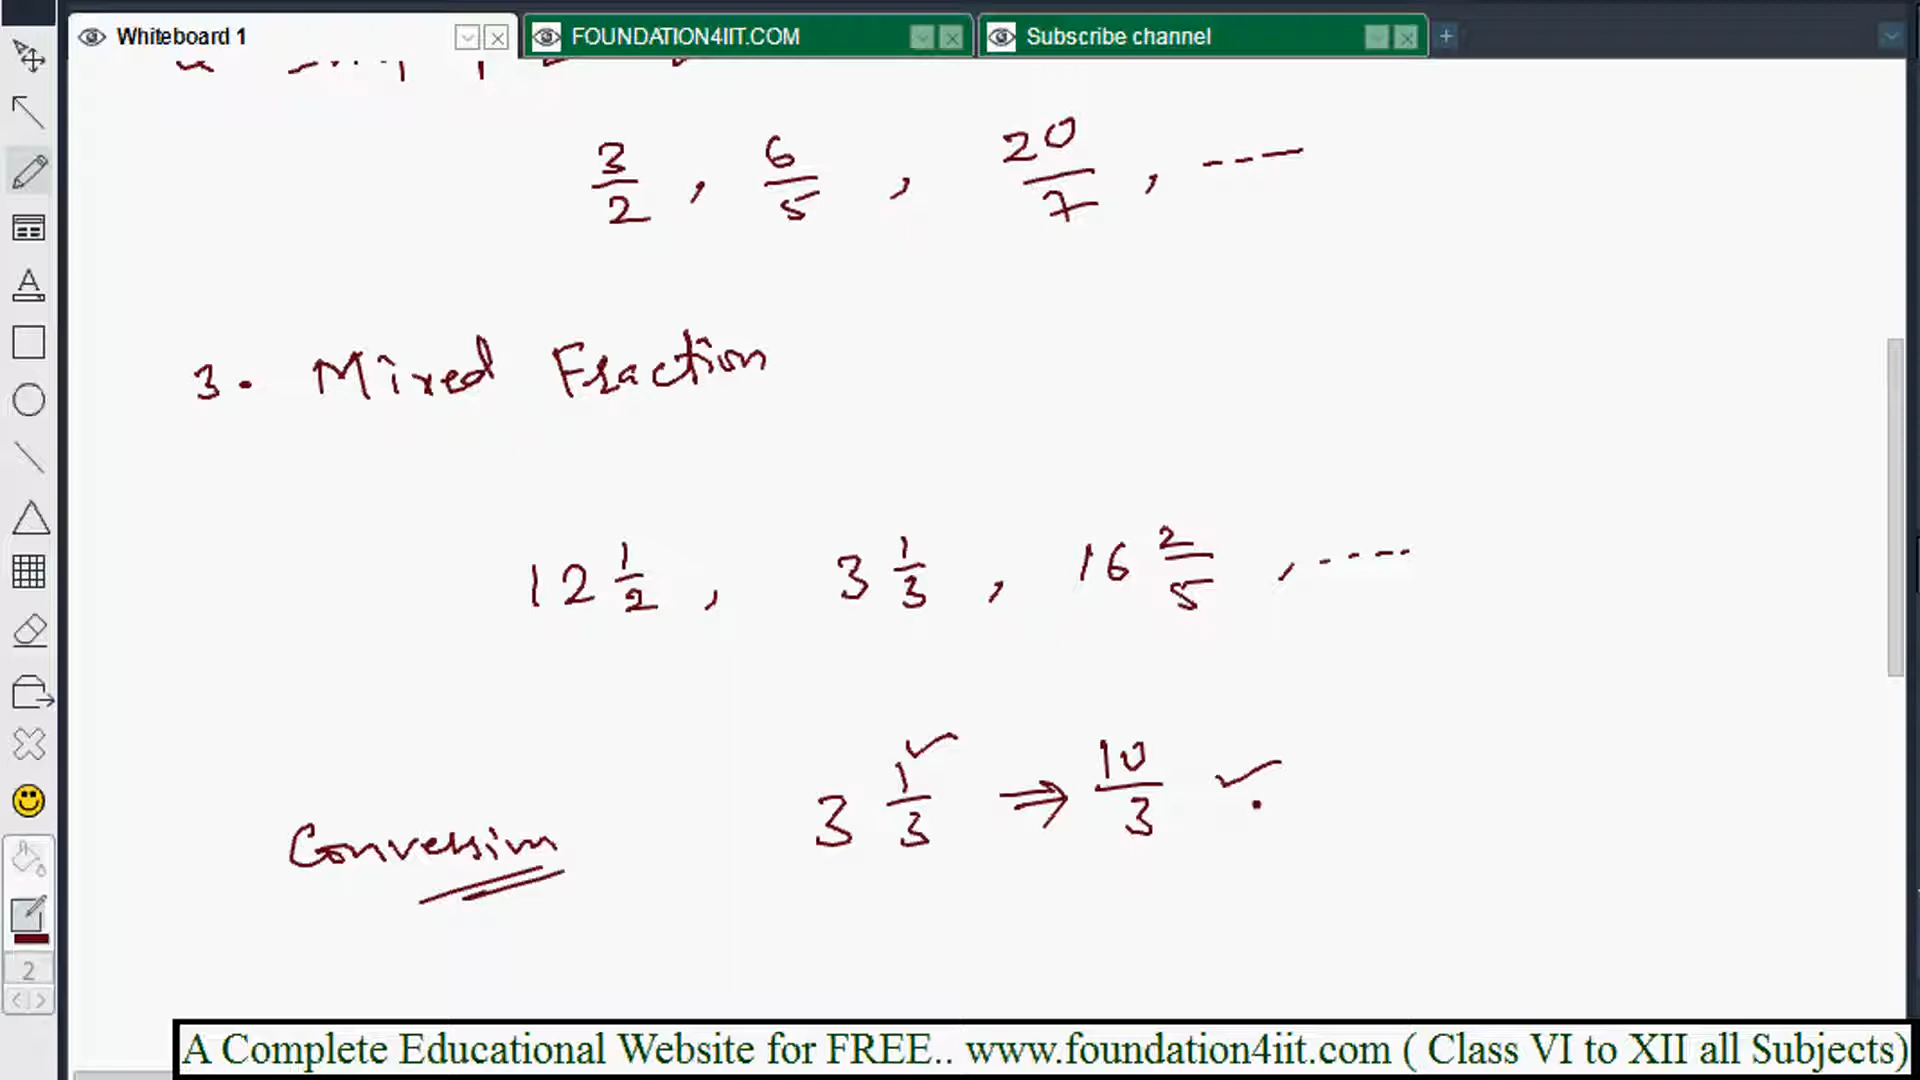 Whiteboard 1 FOUNDATION4IIT.COM Subscribe channel +
3/2 , 6/5 , 20/7 , ----
3. Mixed Fraction
12 1/2 , 3 1/3 , 16 2/5 , ----
Conversion 3 1/3 ⇒ 10/3
2
A Complete Educational Website for FREE.. www.foundation4iit.com ( Class VI to XII all Subjects)